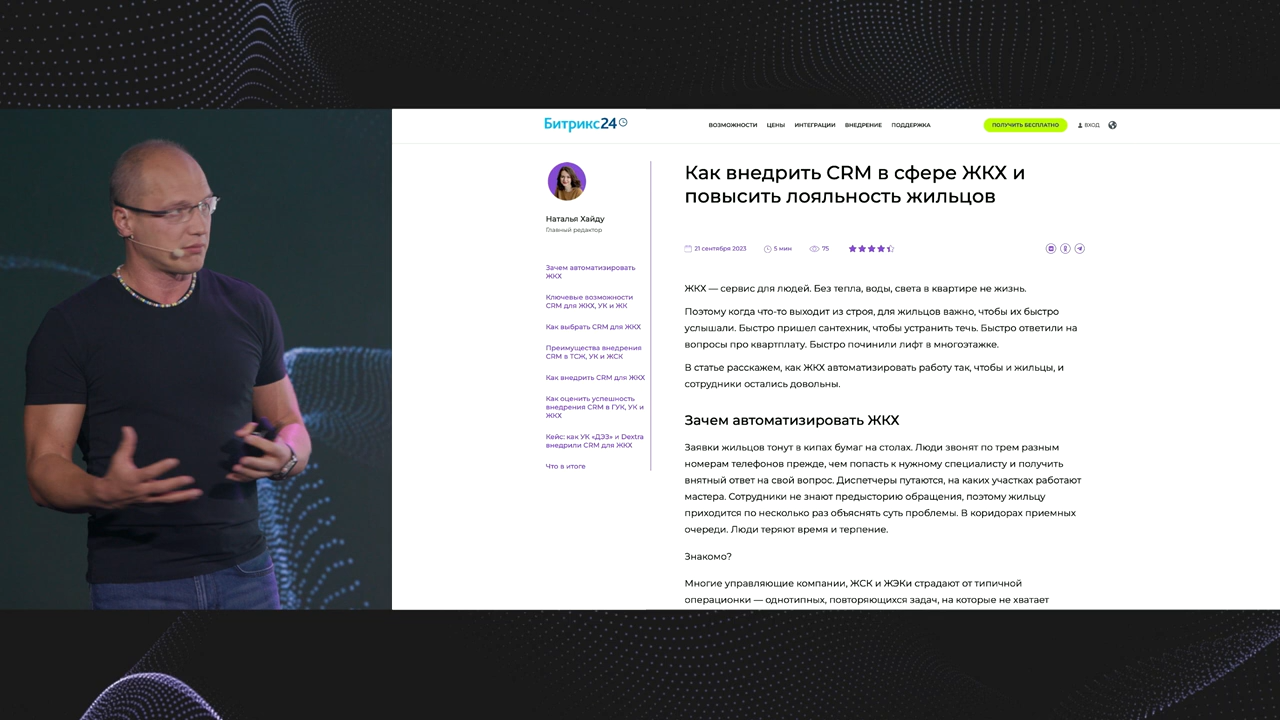 Битрикс24
ВОЗМОЖНОСТИ ЦЕНЫ ИНТЕГРАЦИИ ВНЕДРЕНИЕ ПОДДЕРЖКА
ПОЛУЧИТЬ БЕСПЛАТНО
ВХОД
Наталья Хайду
Главный редактор
Зачем автоматизировать
ЖКХ
Ключевые возможности
CRM для ЖКХ, УК и ЖК
Как выбрать CRM для ЖКХ
Преимущества внедрения
CRM в ТСЖ, УК и ЖСК
Как внедрить CRM для ЖКХ
Как оценить успешность
внедрения CRM в ГУК, УК и
ЖКХ
Кейс: как УК «ДЭЗ» и Dextra
внедрили CRM для ЖКХ
Что в итоге
Как внедрить CRM в сфере ЖКХ и
повысить лояльность жильцов
21 сентября 2023 5 мин 75
ЖКХ — сервис для людей. Без тепла, воды, света в квартире не жизнь.
Поэтому когда что-то выходит из строя, для жильцов важно, чтобы их быстро
услышали. Быстро пришел сантехник, чтобы устранить течь. Быстро ответили на
вопросы про квартплату. Быстро починили лифт в многоэтажке.
В статье расскажем, как ЖКХ автоматизировать работу так, чтобы и жильцы, и
сотрудники остались довольны.
Зачем автоматизировать ЖКХ
Заявки жильцов тонут в кипах бумаг на столах. Люди звонят по трем разным
номерам телефонов прежде, чем попасть к нужному специалисту и получить
внятный ответ на свой вопрос. Диспетчеры путаются, на каких участках работают
мастера. Сотрудники не знают предысторию обращения, поэтому жильцу
приходится по несколько раз объяснять суть проблемы. В коридорах приемных
очереди. Люди теряют время и терпение.
Знакомо?
Многие управляющие компании, ЖСК и ЖЭКи страдают от типичной
операционки — однотипных, повторяющихся задач, на которые не хватает